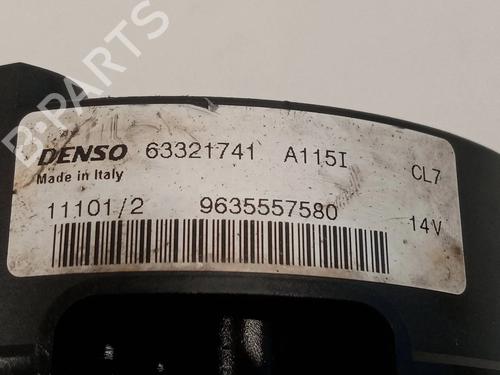 B-PARTS
DENSO 63321741 A115I CL7
Made in Italy
11101/2 9635557580 14V